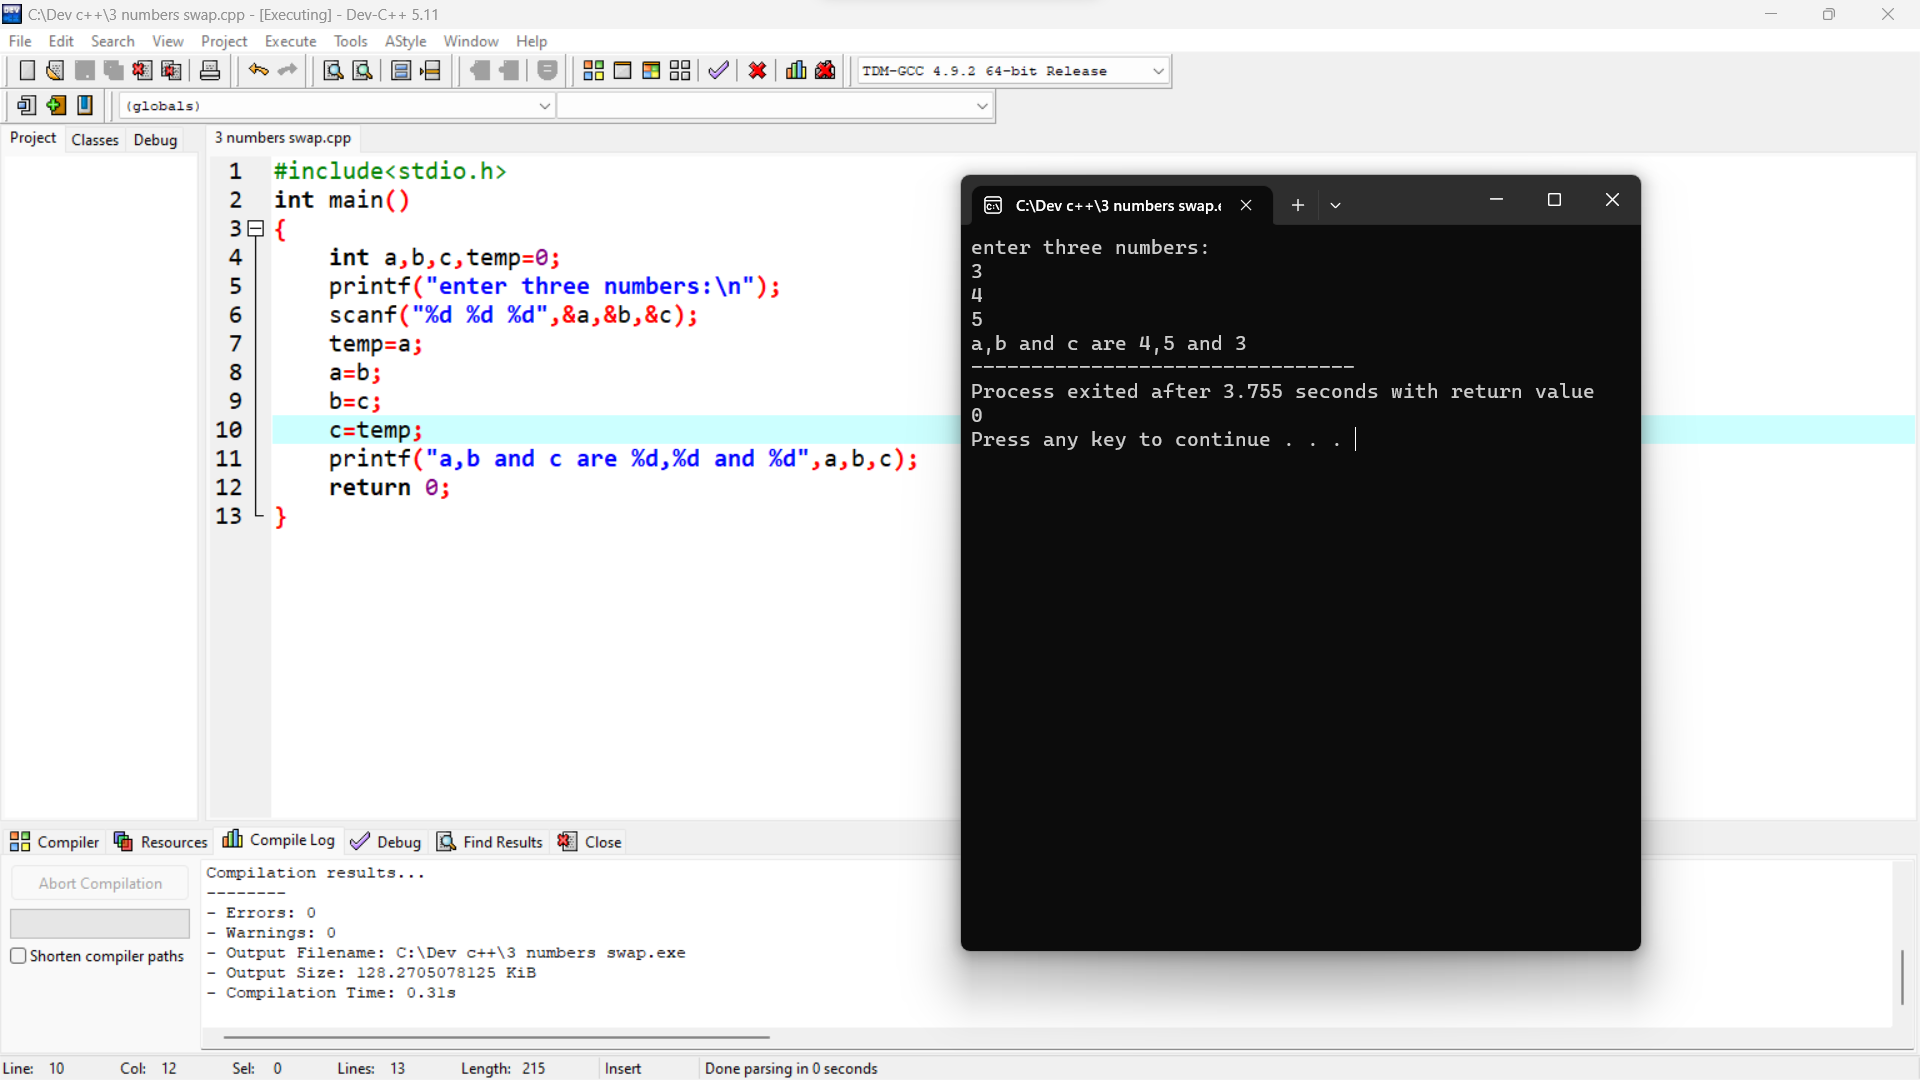 C:\Dev c++\3 numbers swap.cpp - [Executing] - Dev-C++ 5.11
File Edit Search View Project Execute Tools AStyle Window Help
TDM-GCC 4.9.2 64-bit Release
(globals)
Project Classes Debug
3 numbers swap.cpp
1 #include<stdio.h>
2 int main()
3 {
4 int a,b,c,temp=0;
5 printf("enter three numbers:\n");
6 scanf("%d %d %d",&a,&b,&c);
7 temp=a;
8 a=b;
9 b=c;
10 c=temp;
11 printf("a,b and c are %d,%d and %d",a,b,c);
12 return 0;
13 }
C:\Dev c++\3 numbers swap.e
enter three numbers:
3
4
5
a,b and c are 4,5 and 3
--------------------------------
Process exited after 3.755 seconds with return value
0
Press any key to continue . . .
Compiler Resources Compile Log Debug Find Results Close
Abort Compilation
Shorten compiler paths
Compilation results...
--------
- Errors: 0
- Warnings: 0
- Output Filename: C:\Dev c++\3 numbers swap.exe
- Output Size: 128.2705078125 KiB
- Compilation Time: 0.31s
Line: 10 Col: 12 Sel: 0 Lines: 13 Length: 215 Insert Done parsing in 0 seconds